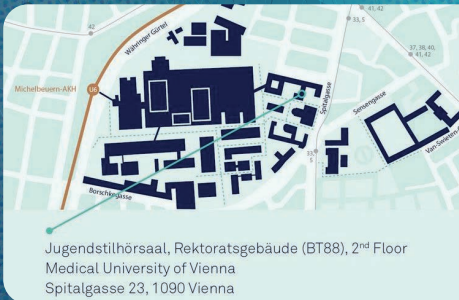 42
41, 42
33, 5
Währinger Gürtel
37, 38, 40,
41, 42
Michelbeuern-AKH
U6
Spitalgasse
Sensengasse
Van-Swieten-
33,
5
Borschkegasse
Jugendstilhörsaal, Rektoratsgebäude (BT88), 2nd Floor
Medical University of Vienna
Spitalgasse 23, 1090 Vienna